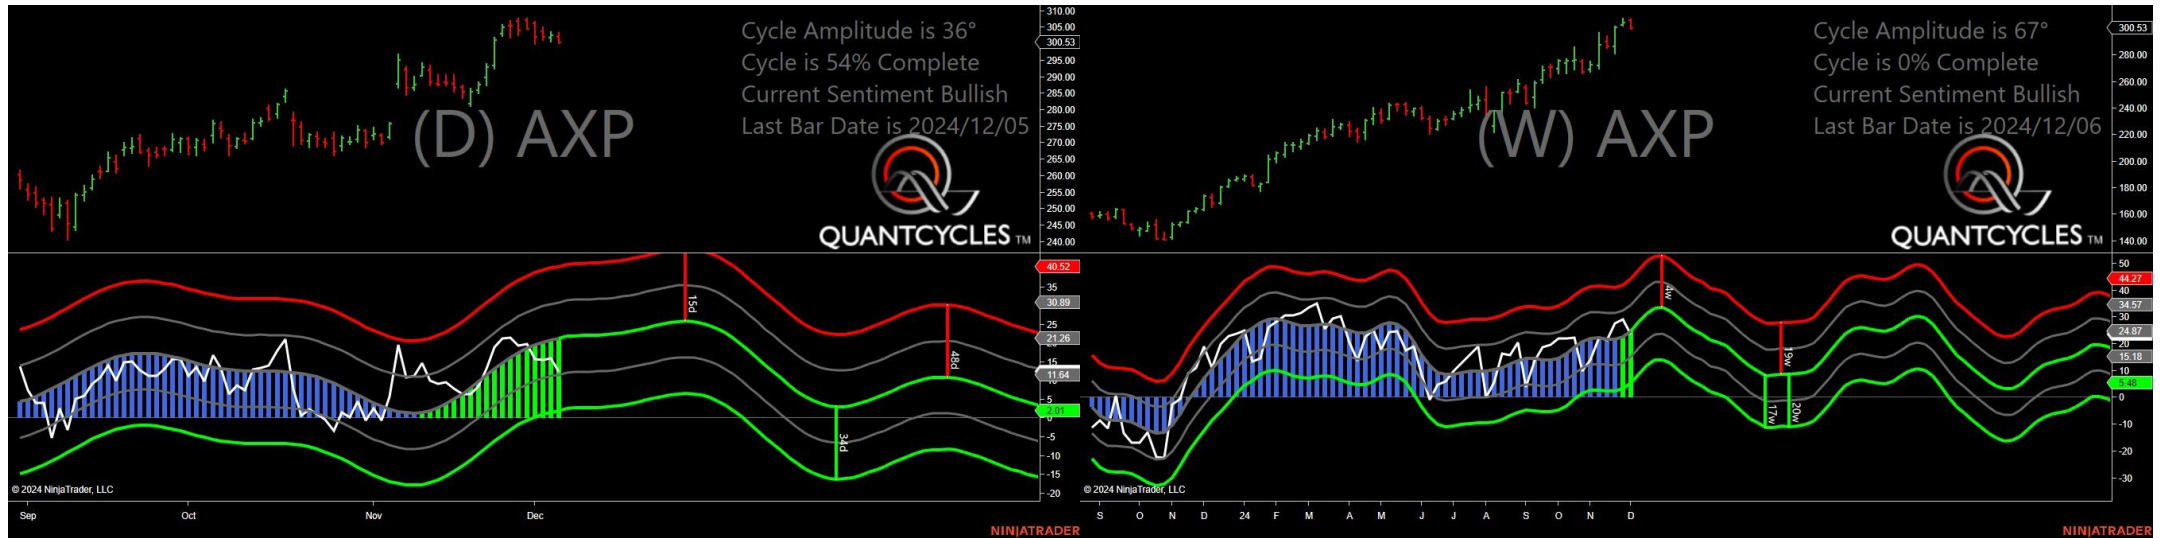 Cycle Amplitude is 36°
Cycle is 54% Complete
Current Sentiment Bullish
Last Bar Date is 2024/12/05
(D) AXP
QUANTCYCLES TM
310.00
305.00
300.53
295.00
290.00
285.00
280.00
275.00
270.00
265.00
260.00
255.00
250.00
245.00
240.00
15d
48d
34d
40.52
35
30.89
25
21.26
15
11.64
5
2.01
0
-5
-10
-15
-20
© 2024 NinjaTrader, LLC
Sep Oct Nov Dec
NINJATRADER
Cycle Amplitude is 67°
Cycle is 0% Complete
Current Sentiment Bullish
Last Bar Date is 2024/12/06
(W) AXP
QUANTCYCLES TM
300.53
280.00
260.00
240.00
220.00
200.00
180.00
160.00
140.00
4w
19w
17w
20w
50
44.27
40
34.57
30
24.87
20
15.18
10
5.48
0
-10
-20
-30
© 2024 NinjaTrader, LLC
S O N D 24 F M A M J J A S O N D
NINJATRADER